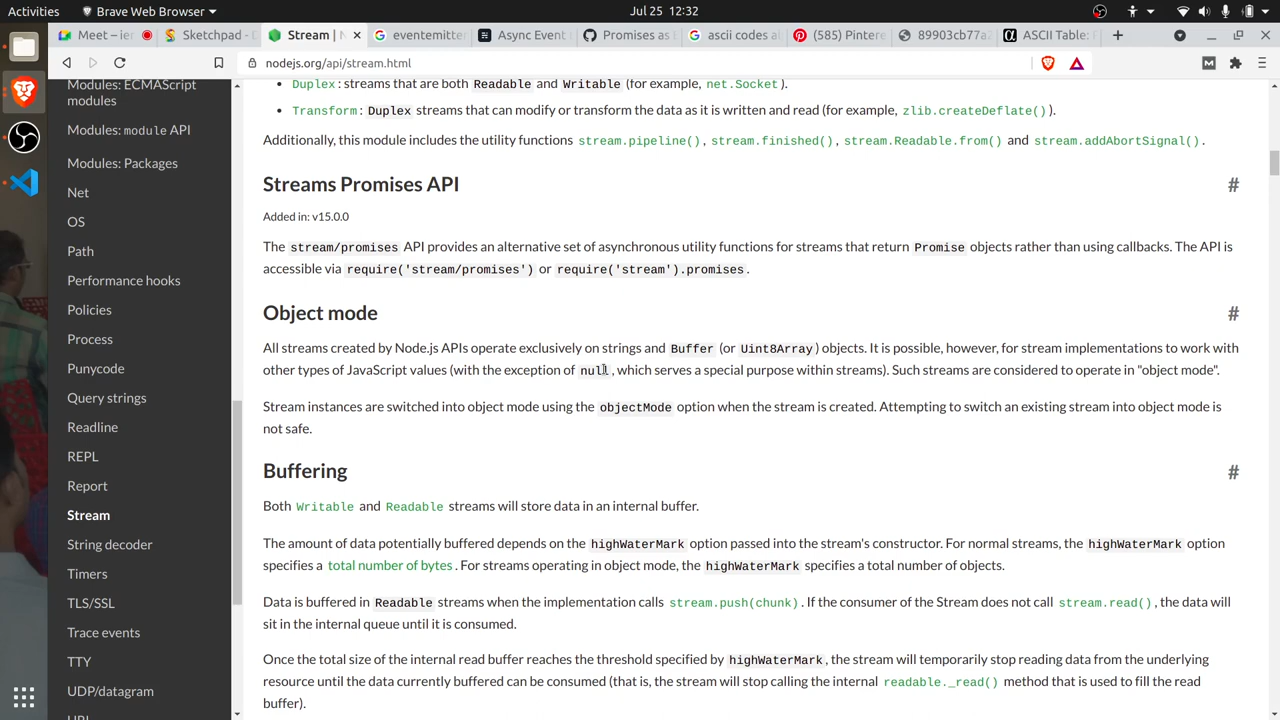 Activities
Brave Web Browser
Jul 25 12:32
Meet – ier
Sketchpad -
Stream | N
eventemitter
Async Event
Promises as E
ascii codes a
(585) Pintere
89903cb77a2
ASCII Table:
nodejs.org/api/stream.html
Modules: ECMAScript
modules
Modules: module API
Modules: Packages
Net
OS
Path
Performance hooks
Policies
Process
Punycode
Query strings
Readline
REPL
Report
Stream
String decoder
Timers
TLS/SSL
Trace events
TTY
UDP/datagram
Duplex: streams that are both Readable and Writable (for example, net.Socket).
Transform: Duplex streams that can modify or transform the data as it is written and read (for example, zlib.createDeflate()).
Additionally, this module includes the utility functions stream.pipeline(), stream.finished(), stream.Readable.from() and stream.addAbortSignal().
Streams Promises API #
Added in: v15.0.0
The stream/promises API provides an alternative set of asynchronous utility functions for streams that return Promise objects rather than using callbacks. The API is
accessible via require('stream/promises') or require('stream').promises.
Object mode #
All streams created by Node.js APIs operate exclusively on strings and Buffer (or Uint8Array) objects. It is possible, however, for stream implementations to work with
other types of JavaScript values (with the exception of null, which serves a special purpose within streams). Such streams are considered to operate in "object mode".
Stream instances are switched into object mode using the objectMode option when the stream is created. Attempting to switch an existing stream into object mode is
not safe.
Buffering #
Both Writable and Readable streams will store data in an internal buffer.
The amount of data potentially buffered depends on the highWaterMark option passed into the stream's constructor. For normal streams, the highWaterMark option
specifies a total number of bytes. For streams operating in object mode, the highWaterMark specifies a total number of objects.
Data is buffered in Readable streams when the implementation calls stream.push(chunk). If the consumer of the Stream does not call stream.read(), the data will
sit in the internal queue until it is consumed.
Once the total size of the internal read buffer reaches the threshold specified by highWaterMark, the stream will temporarily stop reading data from the underlying
resource until the data currently buffered can be consumed (that is, the stream will stop calling the internal readable._read() method that is used to fill the read
buffer).